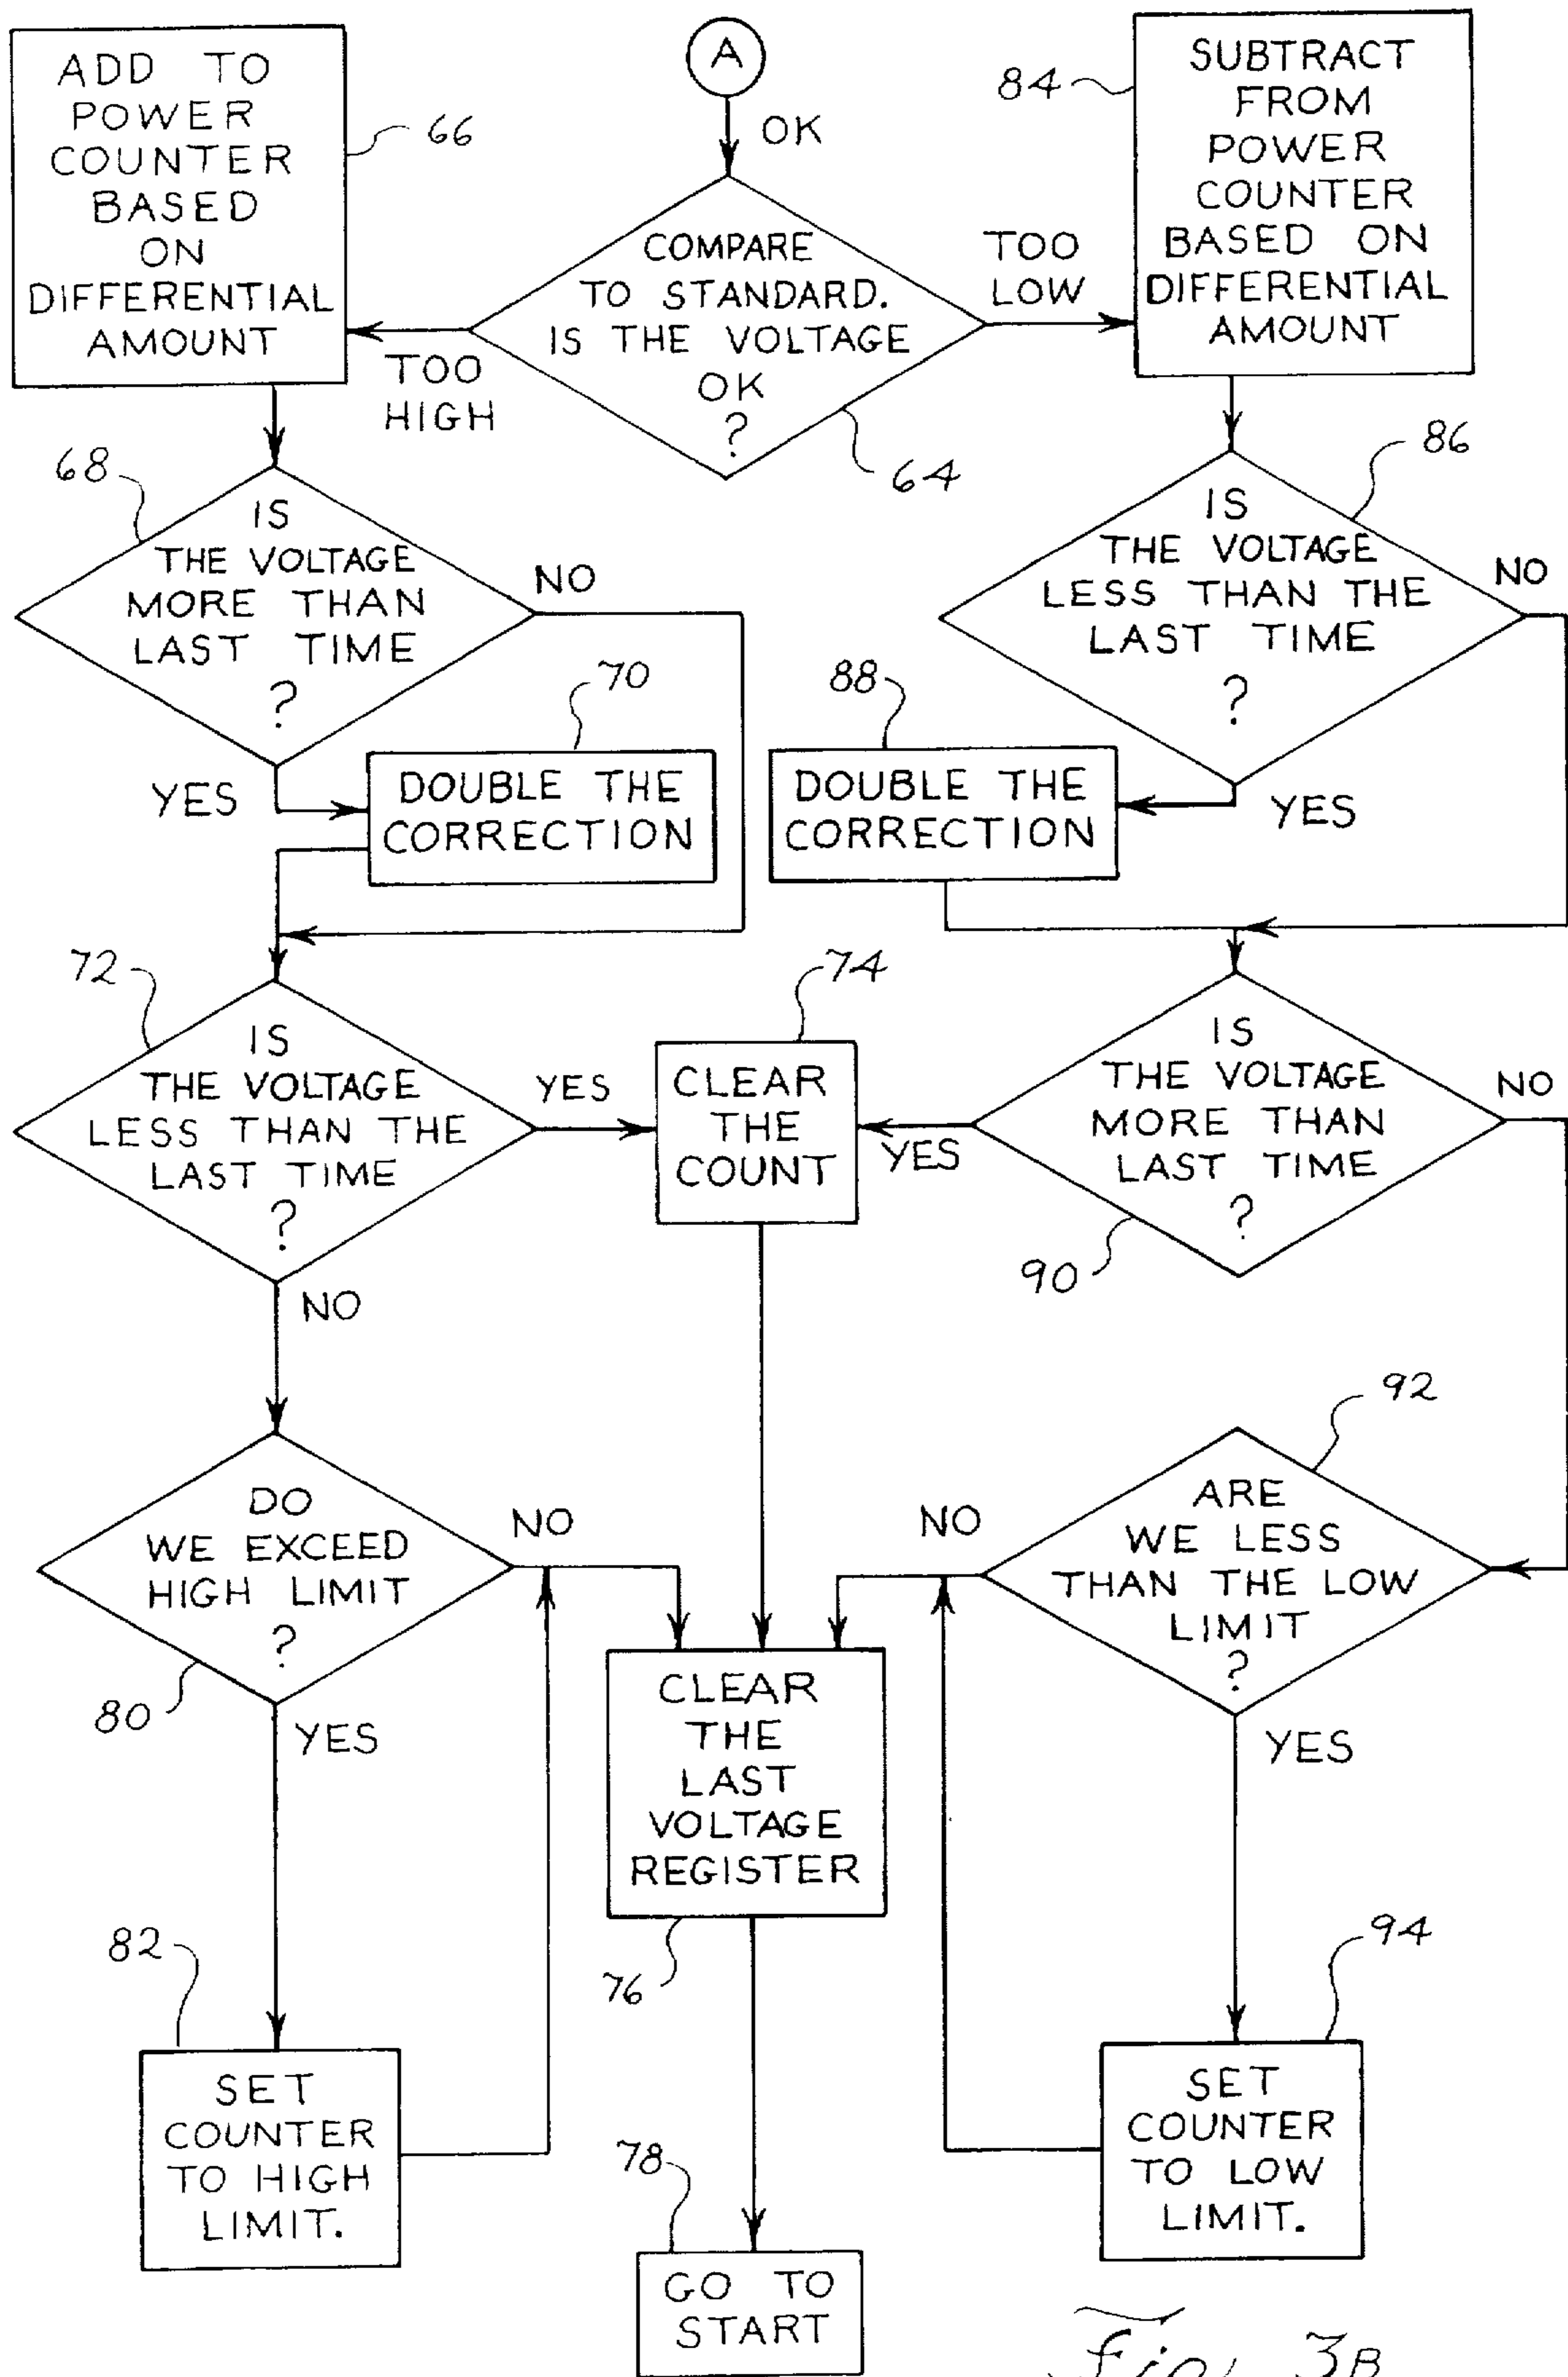 A
OK
ADD TO
POWER
COUNTER
BASED
ON
DIFFERENTIAL
AMOUNT
66
84
SUBTRACT
FROM
POWER
COUNTER
BASED ON
DIFFERENTIAL
AMOUNT
COMPARE
TO STANDARD.
IS THE VOLTAGE
OK
?
TOO
LOW
TOO
HIGH
64
68
IS
THE VOLTAGE
MORE THAN
LAST TIME
?
NO
YES
86
IS
THE VOLTAGE
LESS THAN THE
LAST TIME
?
NO
YES
70
DOUBLE THE
CORRECTION
88
DOUBLE THE
CORRECTION
72
IS
THE VOLTAGE
LESS THAN THE
LAST TIME
?
YES
NO
74
CLEAR
THE
COUNT
YES
IS
THE VOLTAGE
MORE THAN
LAST TIME
?
NO
90
DO
WE EXCEED
HIGH LIMIT
?
NO
80
YES
92
ARE
WE LESS
THAN THE LOW
LIMIT
?
NO
YES
CLEAR
THE
LAST
VOLTAGE
REGISTER
76
82
SET
COUNTER
TO HIGH
LIMIT.
94
SET
COUNTER
TO LOW
LIMIT.
78
GO TO
START
Fig. 3B